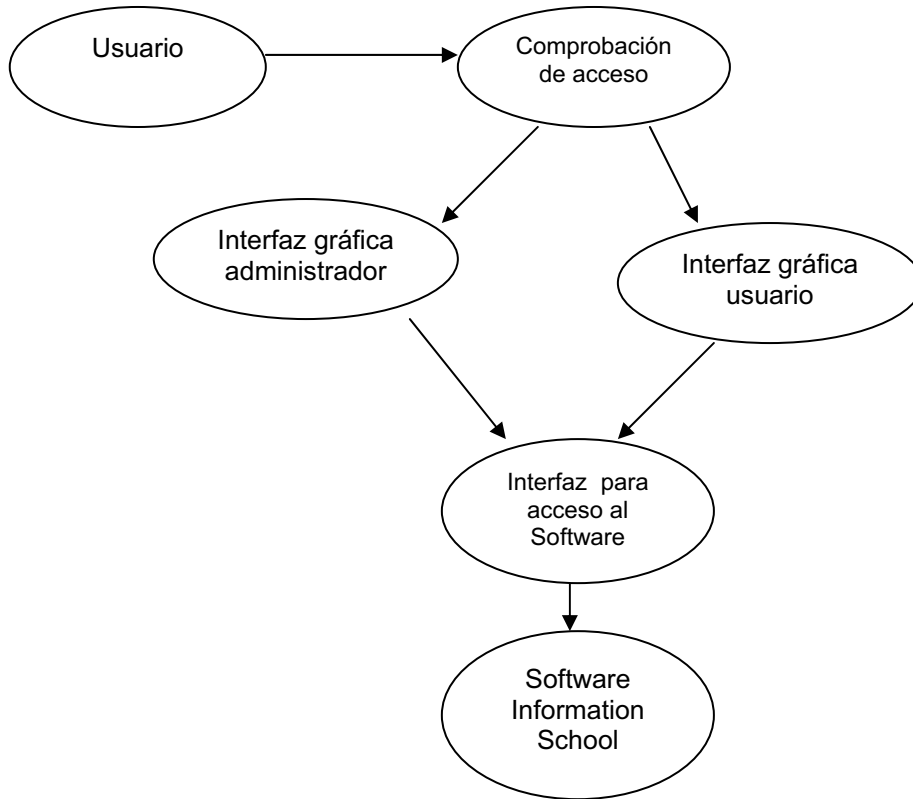 Usuario
Comprobación
de acceso
Interfaz gráfica
administrador
Interfaz gráfica
usuario
Interfaz para
acceso al
Software
Software
Information
School